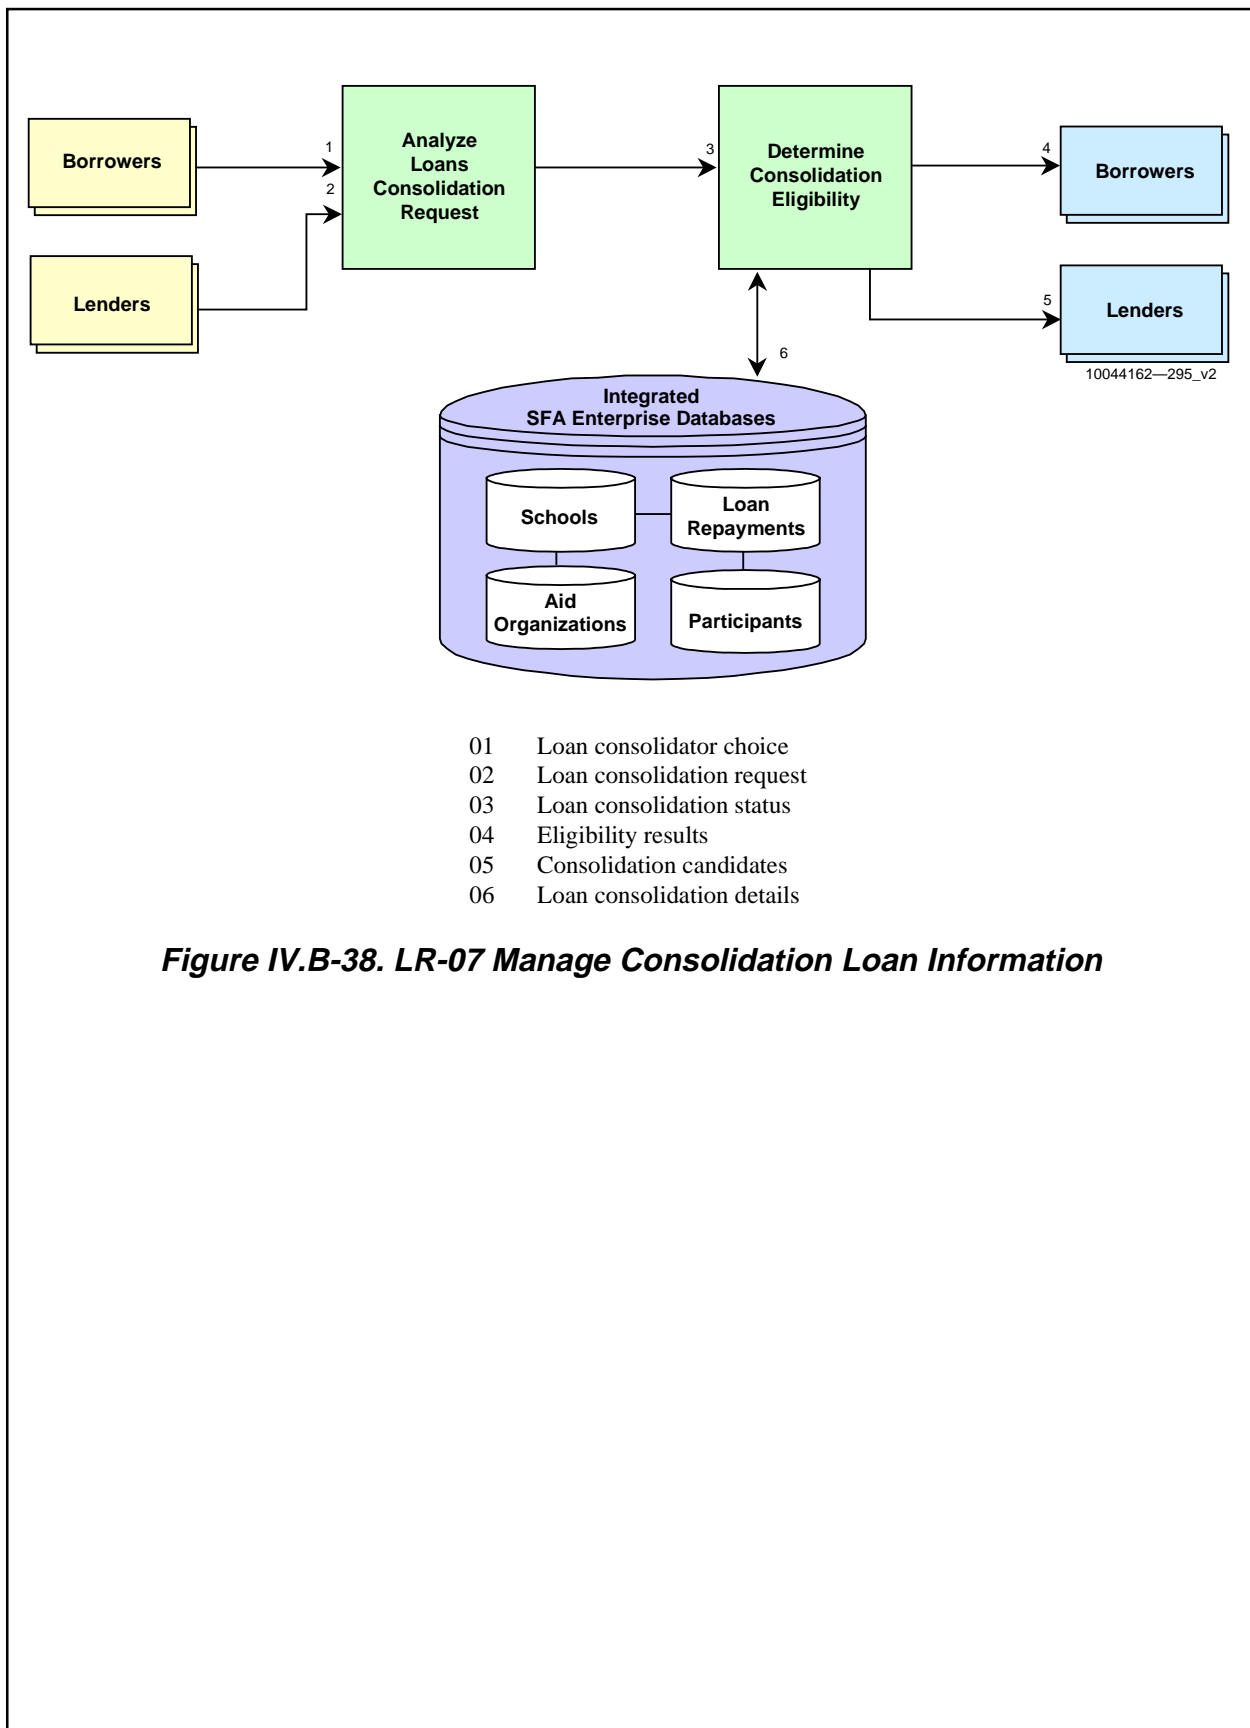 Borrowers
1
2
Lenders
Analyze
Loans
Consolidation
Request
3
Determine
Consolidation
Eligibility
4
Borrowers
5
Lenders
10044162—295_v2
6
Integrated
SFA Enterprise Databases
Schools
Loan
Repayments
Aid
Organizations
Participants
01 Loan consolidator choice
02 Loan consolidation request
03 Loan consolidation status
04 Eligibility results
05 Consolidation candidates
06 Loan consolidation details
Figure IV.B-38. LR-07 Manage Consolidation Loan Information